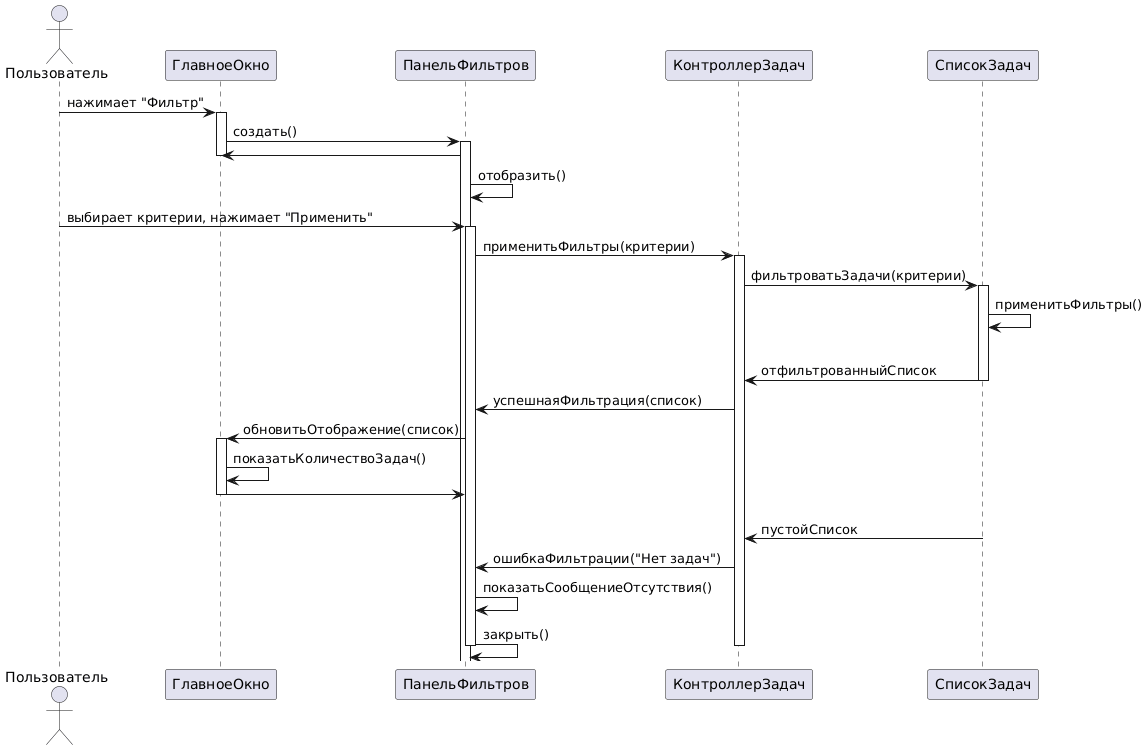 Пользователь
ГлавноеОкно
ПанельФильтров
КонтроллерЗадач
СписокЗадач
нажимает "Фильтр"
создать()
отобразить()
выбирает критерии, нажимает "Применить"
применитьФильтры(критерии)
фильтроватьЗадачи(критерии)
применитьФильтры()
отфильтрованныйСписок
успешнаяФильтрация(список)
обновитьОтображение(список)
показатьКоличествоЗадач()
пустойСписок
ошибкаФильтрации("Нет задач")
показатьСообщениеОтсутствия()
закрыть()
Пользователь
ГлавноеОкно
ПанельФильтров
КонтроллерЗадач
СписокЗадач